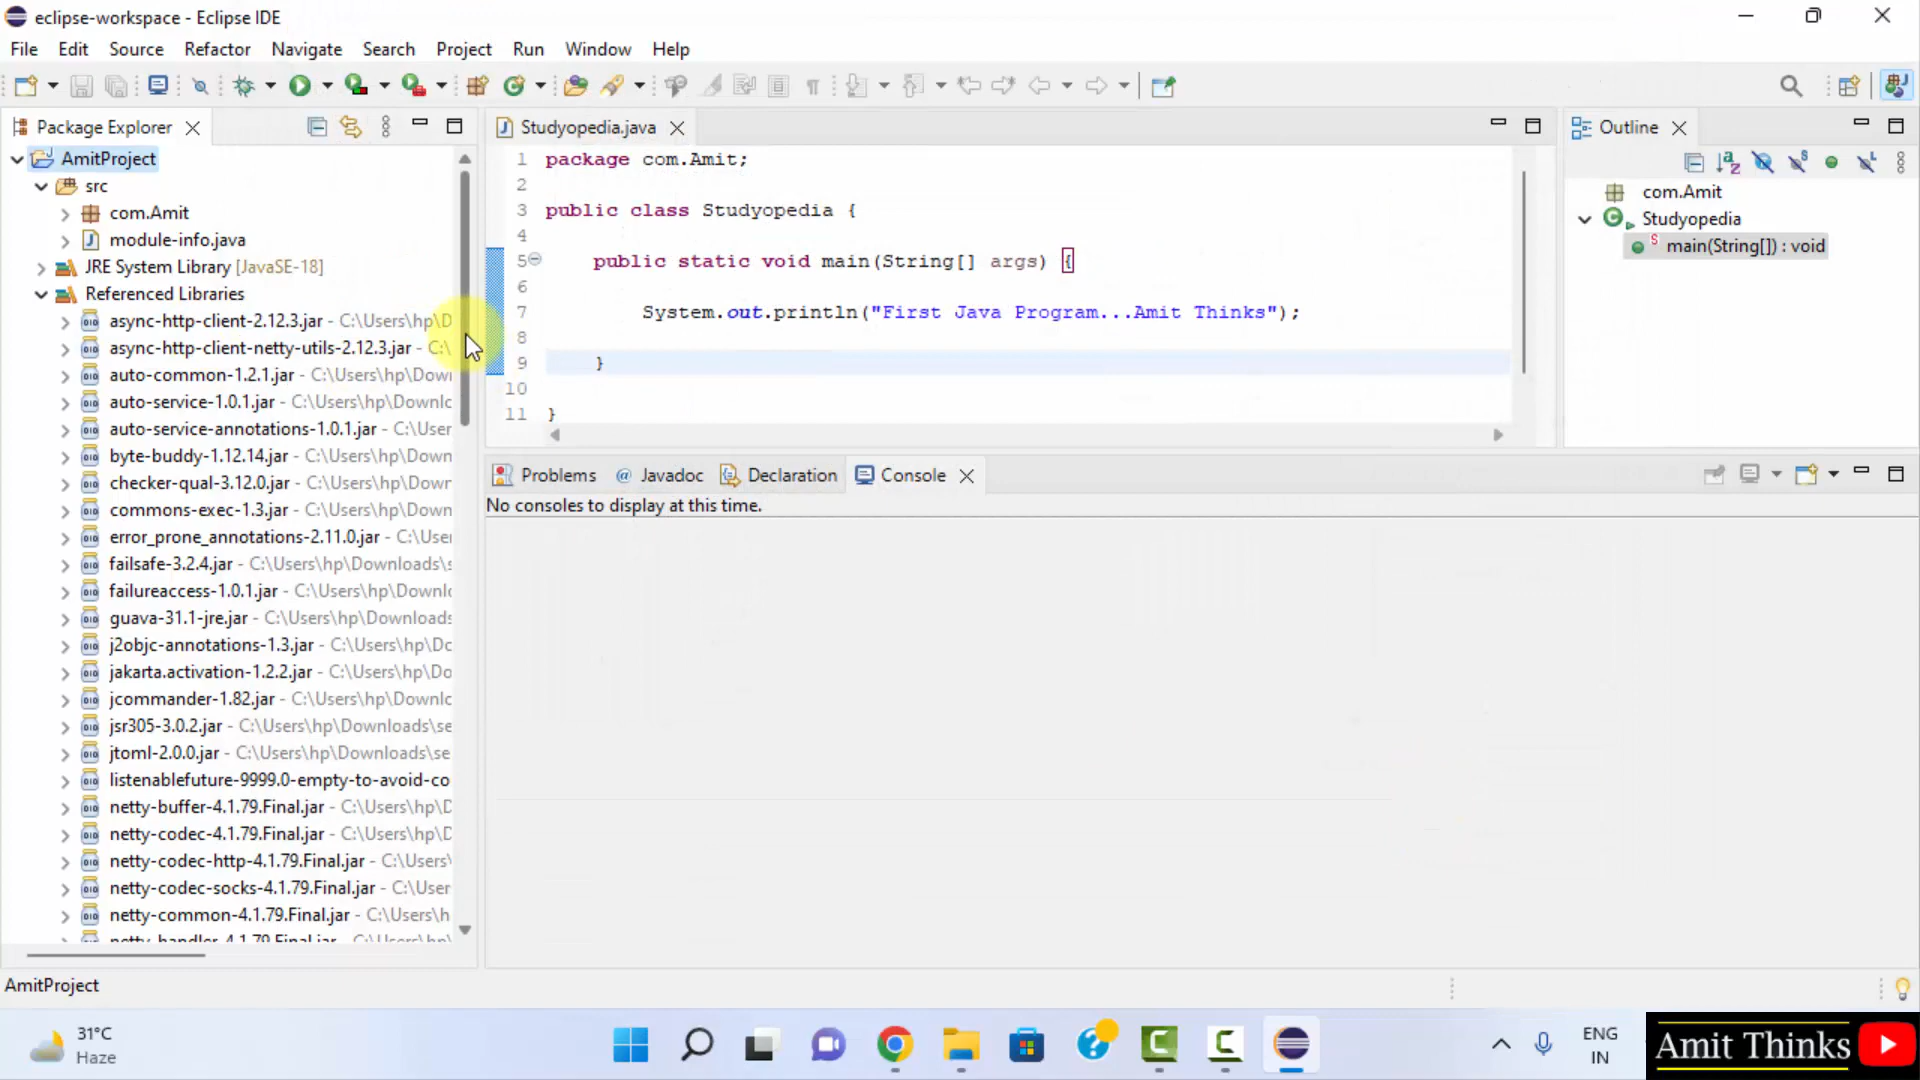 eclipse-workspace - Eclipse IDE
File Edit Source Refactor Navigate Search Project Run Window Help
Package Explorer
AmitProject
src
com.Amit
module-info.java
JRE System Library [JavaSE-18]
Referenced Libraries
async-http-client-2.12.3.jar - C:\Users\hp\D
async-http-client-netty-utils-2.12.3.jar - C:\
auto-common-1.2.1.jar - C:\Users\hp\Down
auto-service-1.0.1.jar - C:\Users\hp\Downlo
auto-service-annotations-1.0.1.jar - C:\User
byte-buddy-1.12.14.jar - C:\Users\hp\Down
checker-qual-3.12.0.jar - C:\Users\hp\Down
commons-exec-1.3.jar - C:\Users\hp\Down
error_prone_annotations-2.11.0.jar - C:\Use
failsafe-3.2.4.jar - C:\Users\hp\Downloads\s
failureaccess-1.0.1.jar - C:\Users\hp\Downlo
guava-31.1-jre.jar - C:\Users\hp\Downloads
j2objc-annotations-1.3.jar - C:\Users\hp\Do
jakarta.activation-1.2.2.jar - C:\Users\hp\D
jcommander-1.82.jar - C:\Users\hp\Downlo
jsr305-3.0.2.jar - C:\Users\hp\Downloads\se
jtoml-2.0.0.jar - C:\Users\hp\Downloads\se
listenablefuture-9999.0-empty-to-avoid-co
netty-buffer-4.1.79.Final.jar - C:\Users\hp\D
netty-codec-4.1.79.Final.jar - C:\Users\hp\D
netty-codec-http-4.1.79.Final.jar - C:\Users\
netty-codec-socks-4.1.79.Final.jar - C:\User
netty-common-4.1.79.Final.jar - C:\Users\h
netty-handler-4.1.79.Final.jar - C:\Users\hp\
Studyopedia.java
1 package com.Amit;
2
3 public class Studyopedia {
4
5 public static void main(String[] args) {
6
7 System.out.println("First Java Program...Amit Thinks");
8
9 }
10
11 }
Outline
com.Amit
Studyopedia
main(String[]) : void
Problems @ Javadoc Declaration Console
No consoles to display at this time.
AmitProject
31°C
Haze
ENG
IN
Amit Thinks